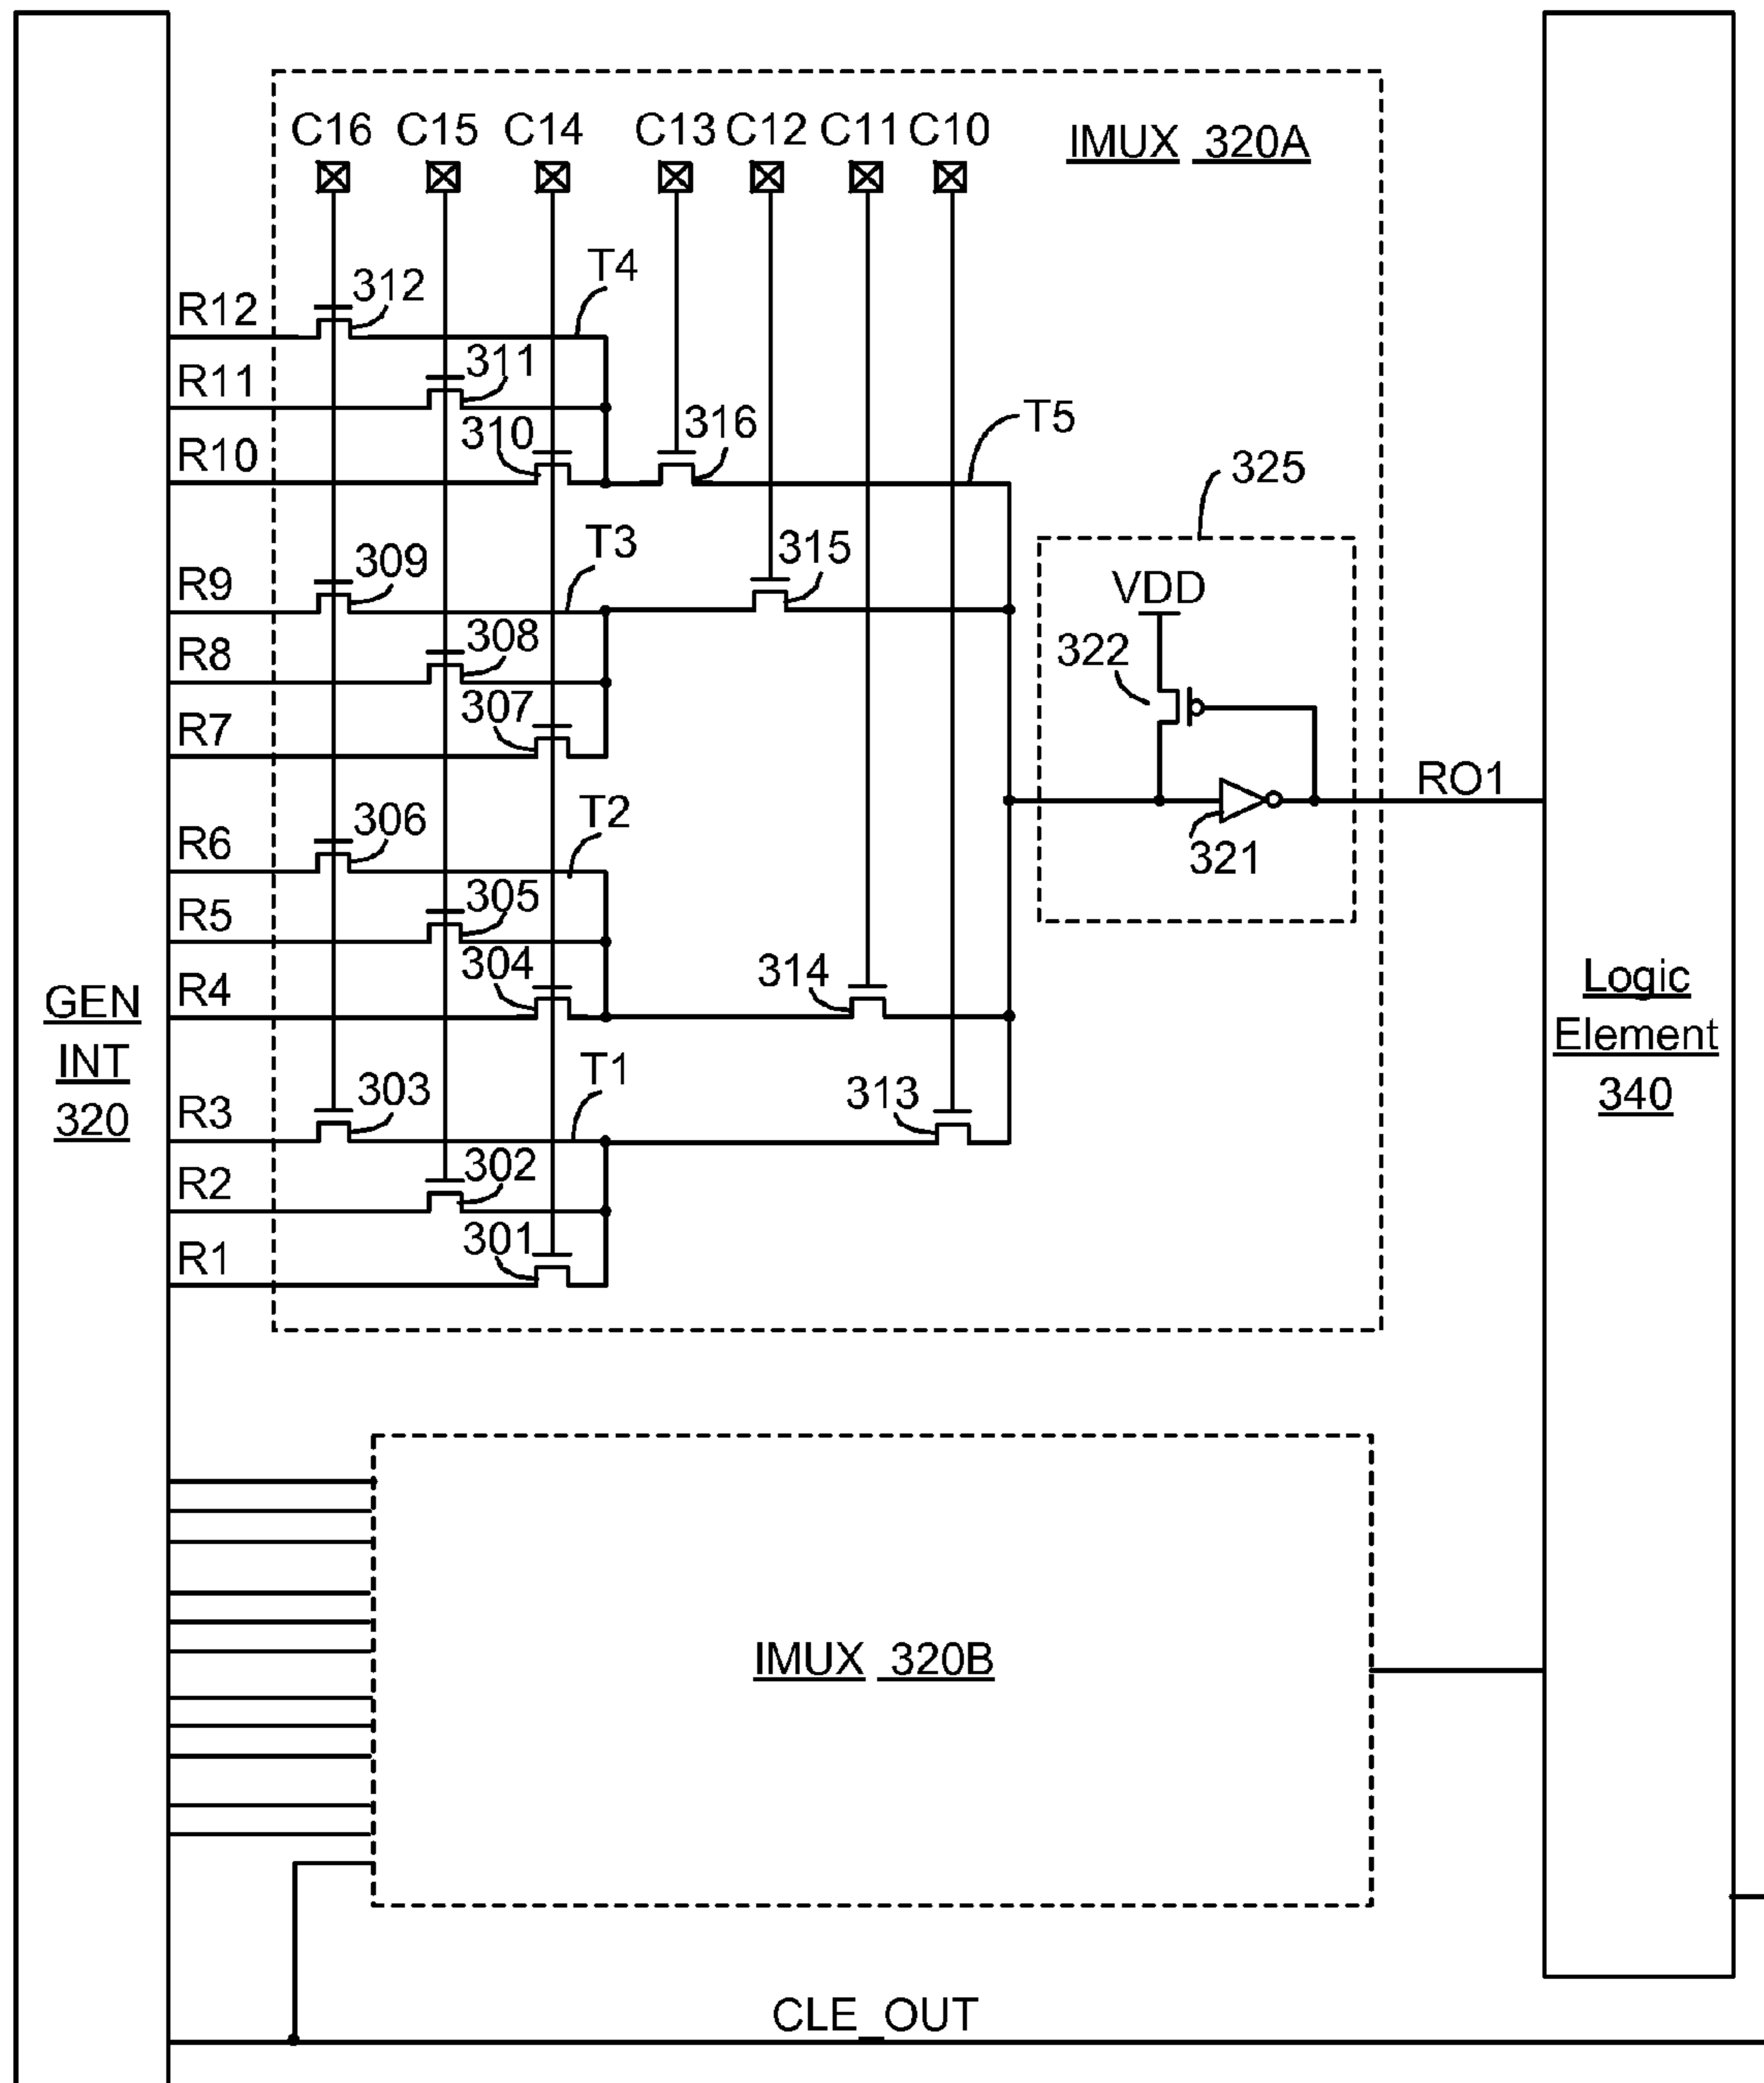 C16 C15 C14 C13 C12 C11 C10
IMUX 320A
312
T4
R12
311
R11
310
316
T5
R10
325
309
T3
315
R9
VDD
308
322
R8
307
R7
RO1
306
T2
R6
321
305
R5
304
314
R4
GEN
INT
320
Logic
Element
340
303
T1
313
R3
302
R2
301
R1
IMUX 320B
CLE_OUT